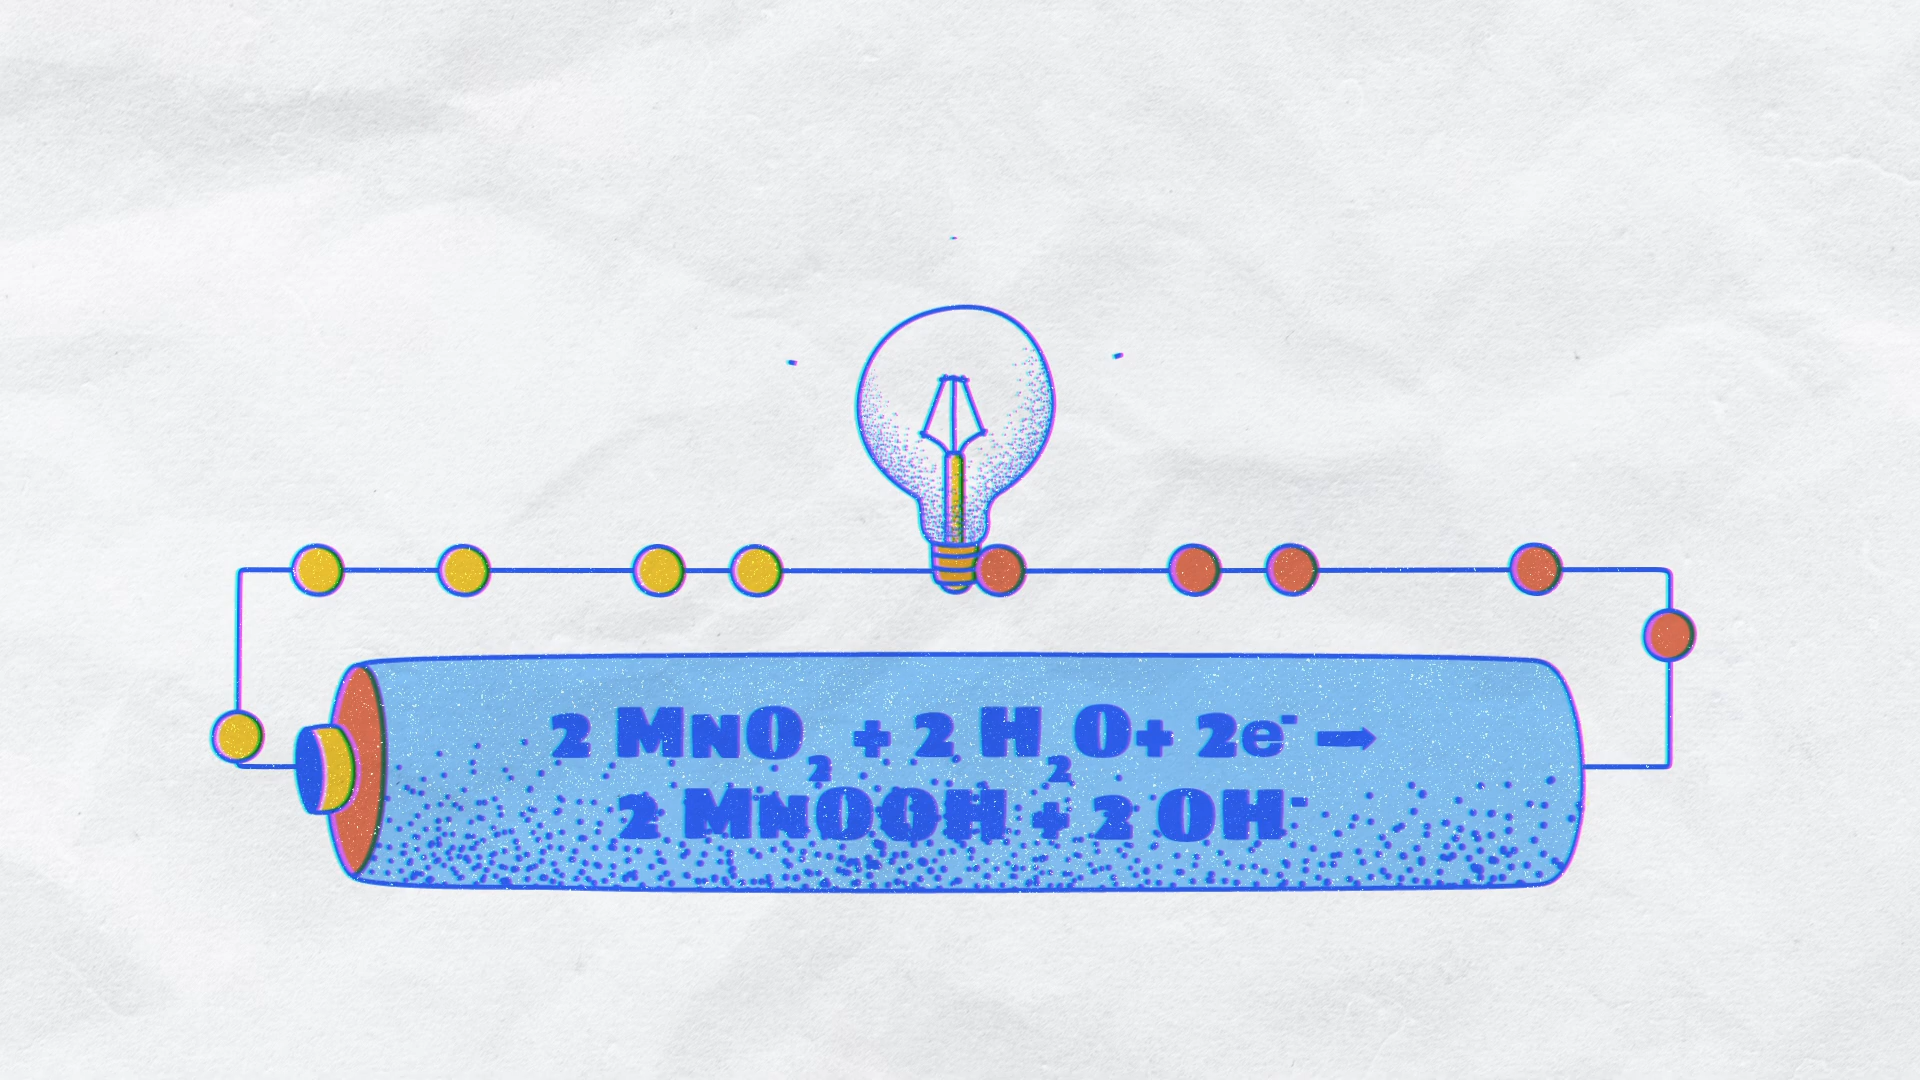 2 MnO₂ + 2 H₂O+ 2e⁻ →
2 MnOOH + 2 OH⁻